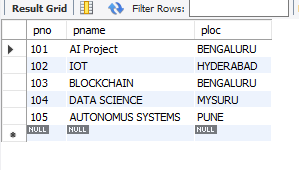 Result Grid Filter Rows:
pno pname ploc
101 AI Project BENGALURU
102 IOT HYDERABAD
103 BLOCKCHAIN BENGALURU
104 DATA SCIENCE MYSURU
105 AUTONOMUS SYSTEMS PUNE
NULL NULL NULL